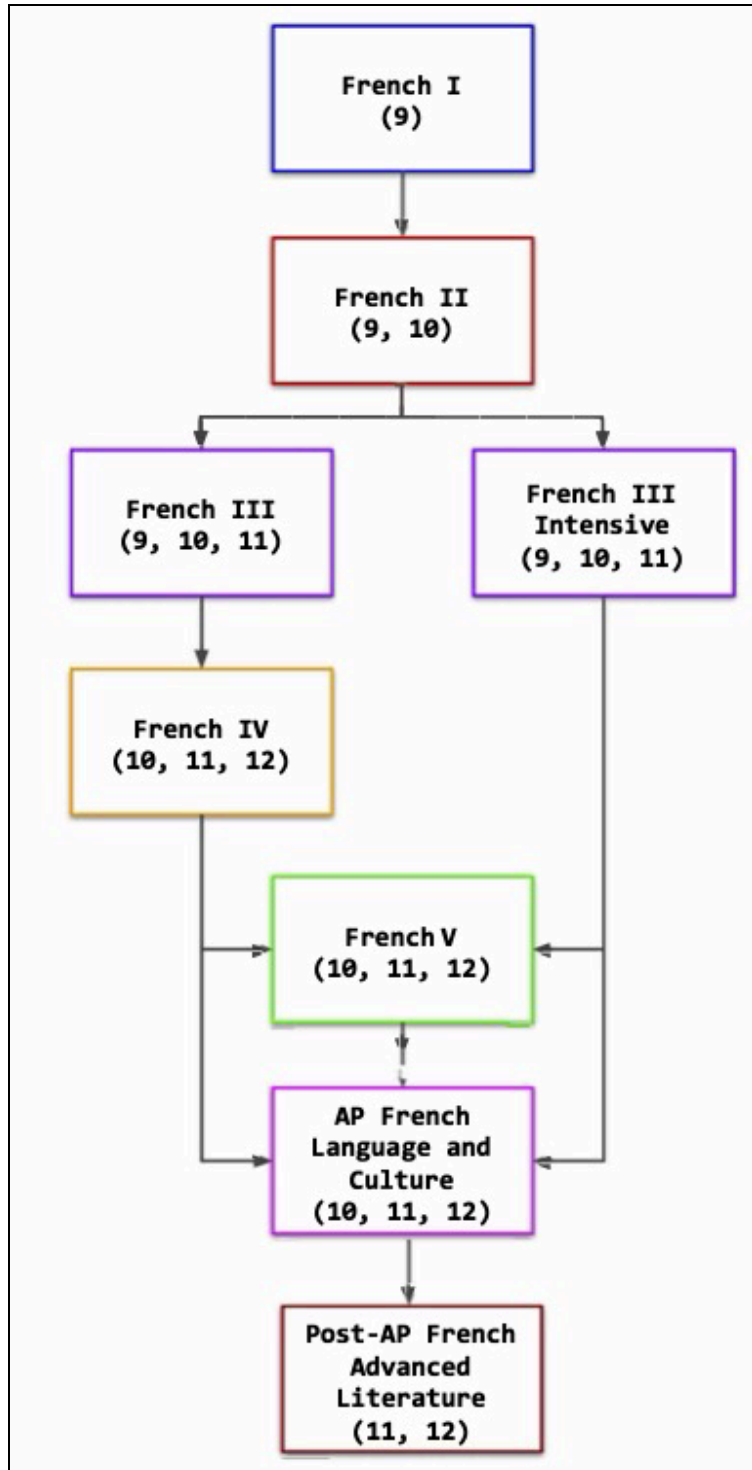 French I
(9)
French II
(9, 10)
French III
(9, 10, 11)
French III
Intensive
(9, 10, 11)
French IV
(10, 11, 12)
French V
(10, 11, 12)
AP French
Language and
Culture
(10, 11, 12)
Post-AP French
Advanced
Literature
(11, 12)